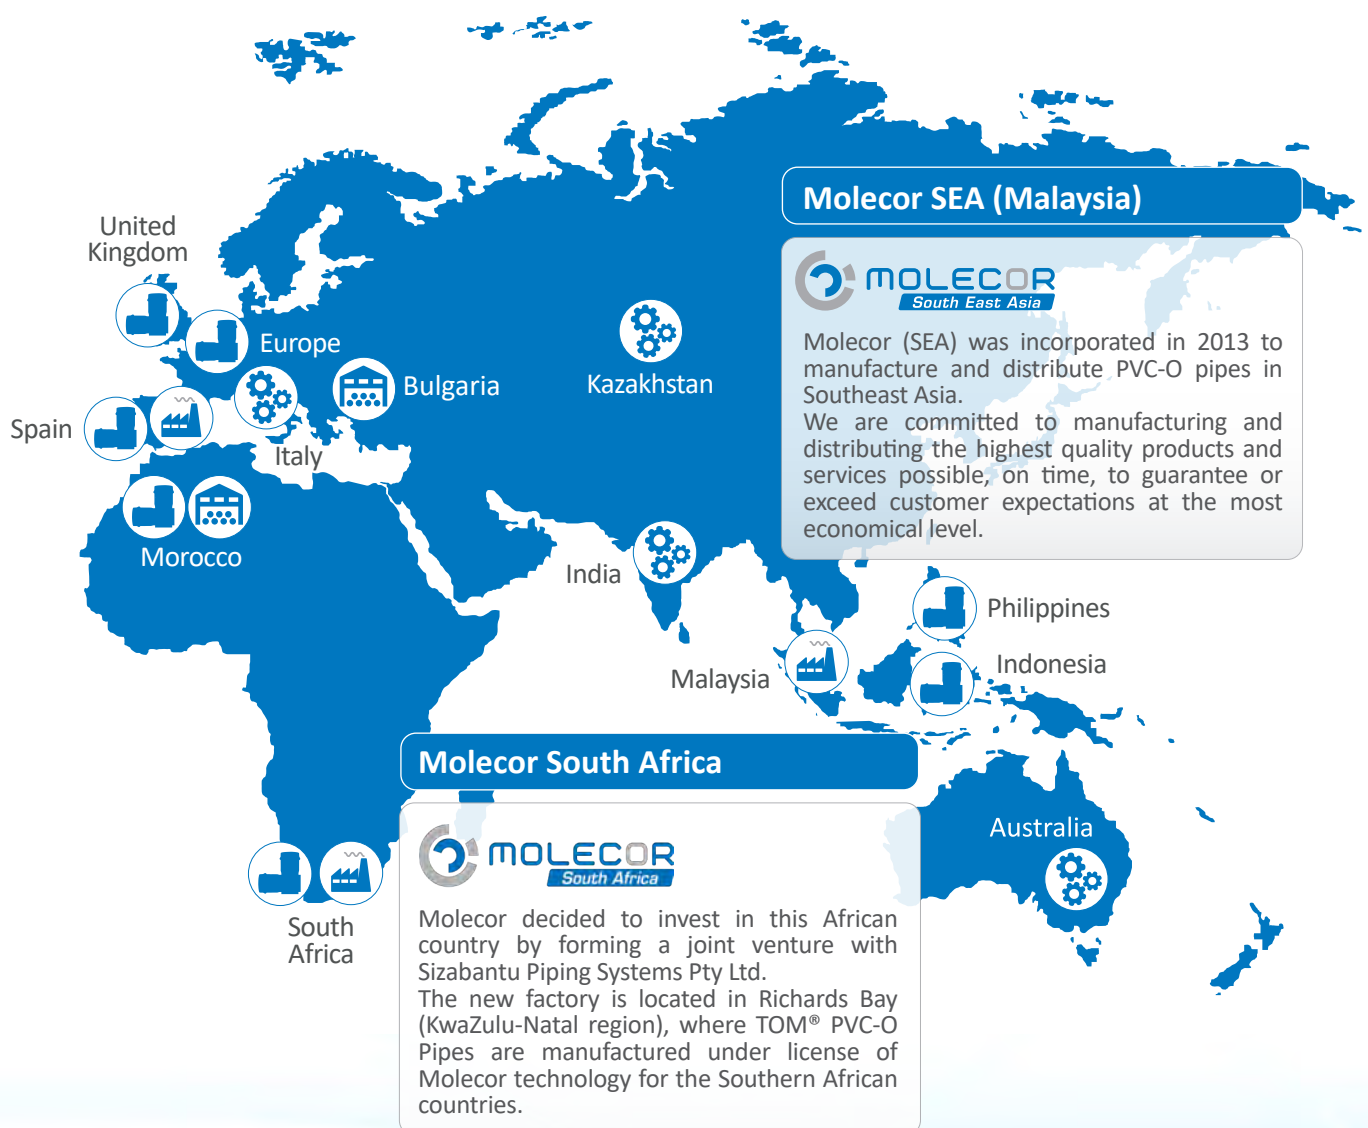 United
Kingdom
Europe
Bulgaria
Spain
Italy
Morocco
Kazakhstan
India
Molecor SEA (Malaysia)
MOLECOR
South East Asia
Molecor (SEA) was incorporated in 2013 to
manufacture and distribute PVC-O pipes in
Southeast Asia.
We are committed to manufacturing and
distributing the highest quality products and
services possible, on time, to guarantee or
exceed customer expectations at the most
economical level.
Philippines
Indonesia
Malaysia
Australia
South
Africa
Molecor South Africa
MOLECOR
South Africa
Molecor decided to invest in this African
country by forming a joint venture with
Sizabantu Piping Systems Pty Ltd.
The new factory is located in Richards Bay
(KwaZulu-Natal region), where TOM® PVC-O
Pipes are manufactured under license of
Molecor technology for the Southern African
countries.